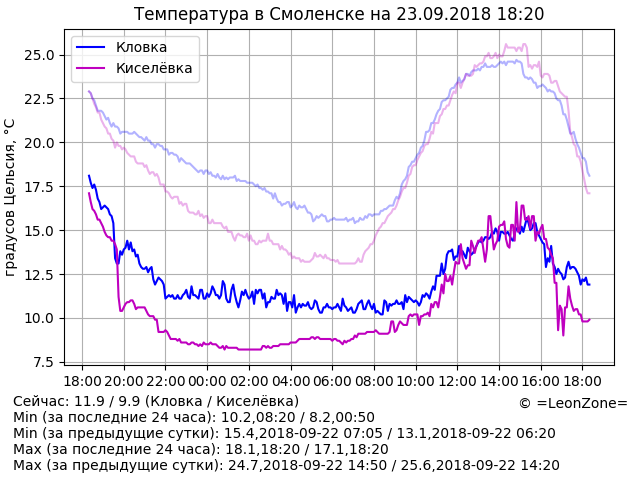 Температура в Смоленске на 23.09.2018 18:20
Кловка
Киселёвка
градусов Цельсия, °C
25.0
22.5
20.0
17.5
15.0
12.5
10.0
7.5
18:00 20:00 22:00 00:00 02:00 04:00 06:00 08:00 10:00 12:00 14:00 16:00 18:00
Сейчас: 11.9 / 9.9 (Кловка / Киселёвка)
© =LeonZone=
Min (за последние 24 часа): 10.2,08:20 / 8.2,00:50
Min (за предыдущие сутки): 15.4,2018-09-22 07:05 / 13.1,2018-09-22 06:20
Max (за последние 24 часа): 18.1,18:20 / 17.1,18:20
Max (за предыдущие сутки): 24.7,2018-09-22 14:50 / 25.6,2018-09-22 14:20